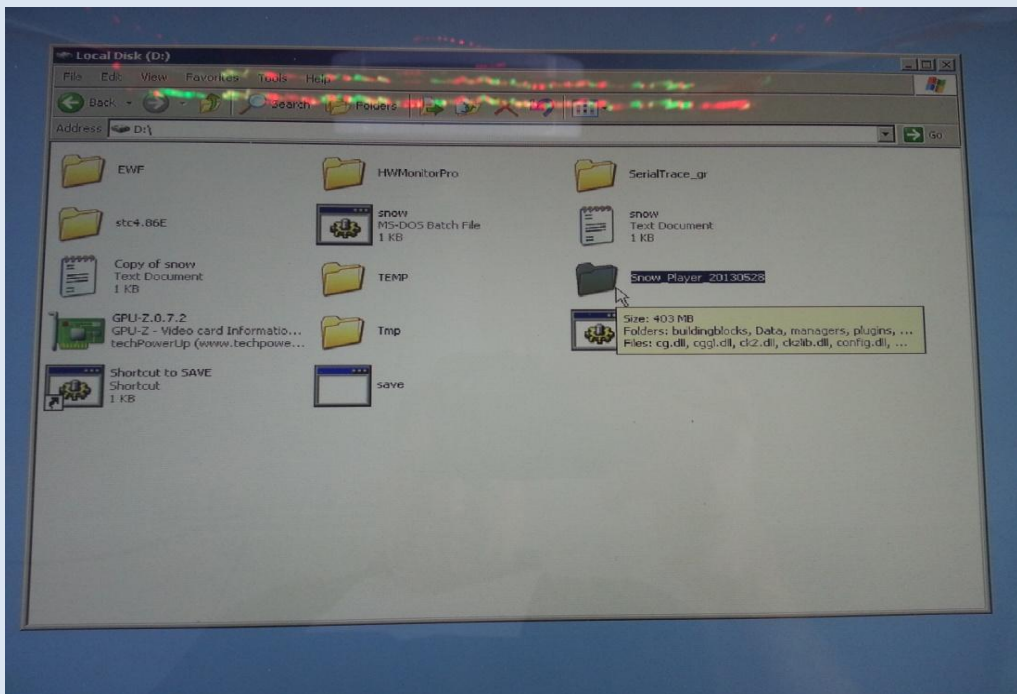 Local Disk (D:)
File Edit View Favorites Tools Help
Back Search Folders
Address D:\ Go
EWF
HWMonitorPro
SerialTrace_gr
stc4.86E
snow
MS-DOS Batch File
1 KB
snow
Text Document
1 KB
Copy of snow
Text Document
1 KB
TEMP
Snow_Player_20130528
GPU-Z.0.7.2
GPU-Z - Video card Informatio...
techPowerUp (www.techpowe...
Tmp
Size: 403 MB
Folders: buildingblocks, Data, managers, plugins, ...
Files: cg.dll, cggl.dll, ck2.dll, ckzlib.dll, config.dll, ...
Shortcut to SAVE
Shortcut
1 KB
save